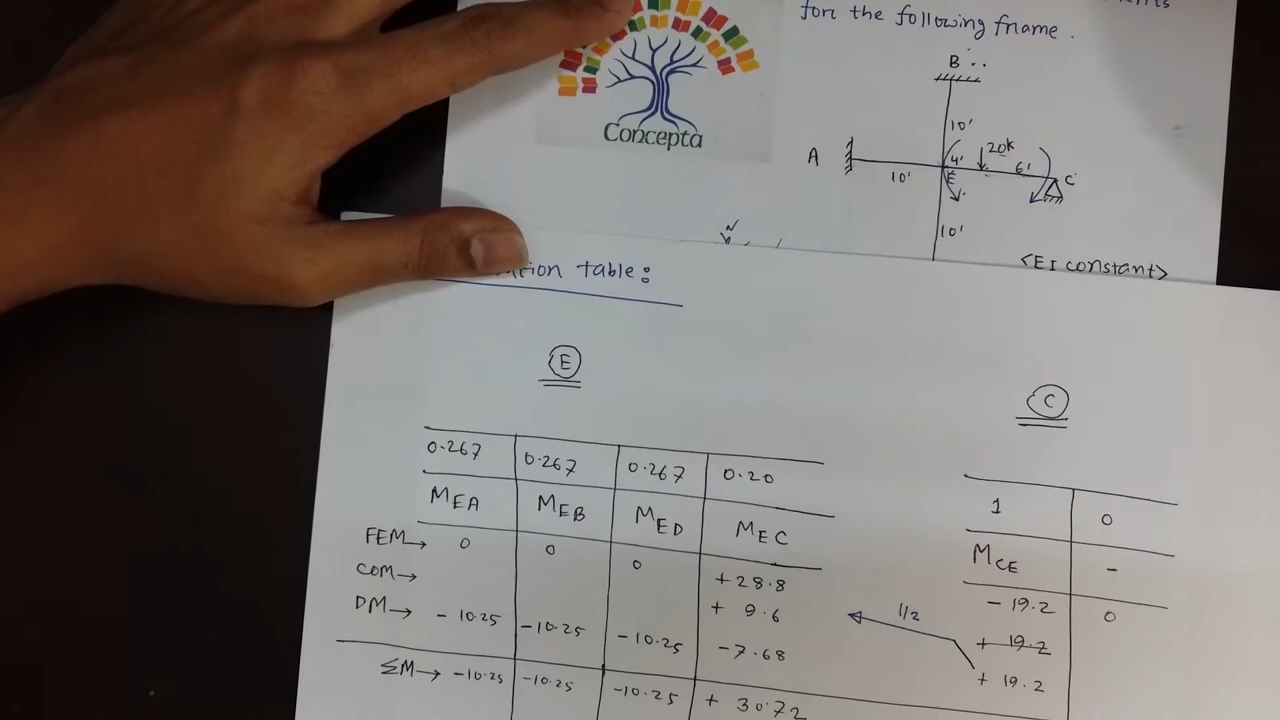 for the following frame.
Concepta
B
10'
20k
A
4'
6'
10'
E
C
10'
<EI constant>
table:
E
C
0.267 0.267 0.267 0.20
MEA MEB MED MEC
1 0
MCE -
FEM→ 0 0 0 +28.8
-19.2 0
COM→ + 9.6
1/2
+ 19.2
DM→ -10.25 -10.25 -10.25 -7.68
+ 19.2
ΣM→ -10.25 -10.25 -10.25 + 30.72